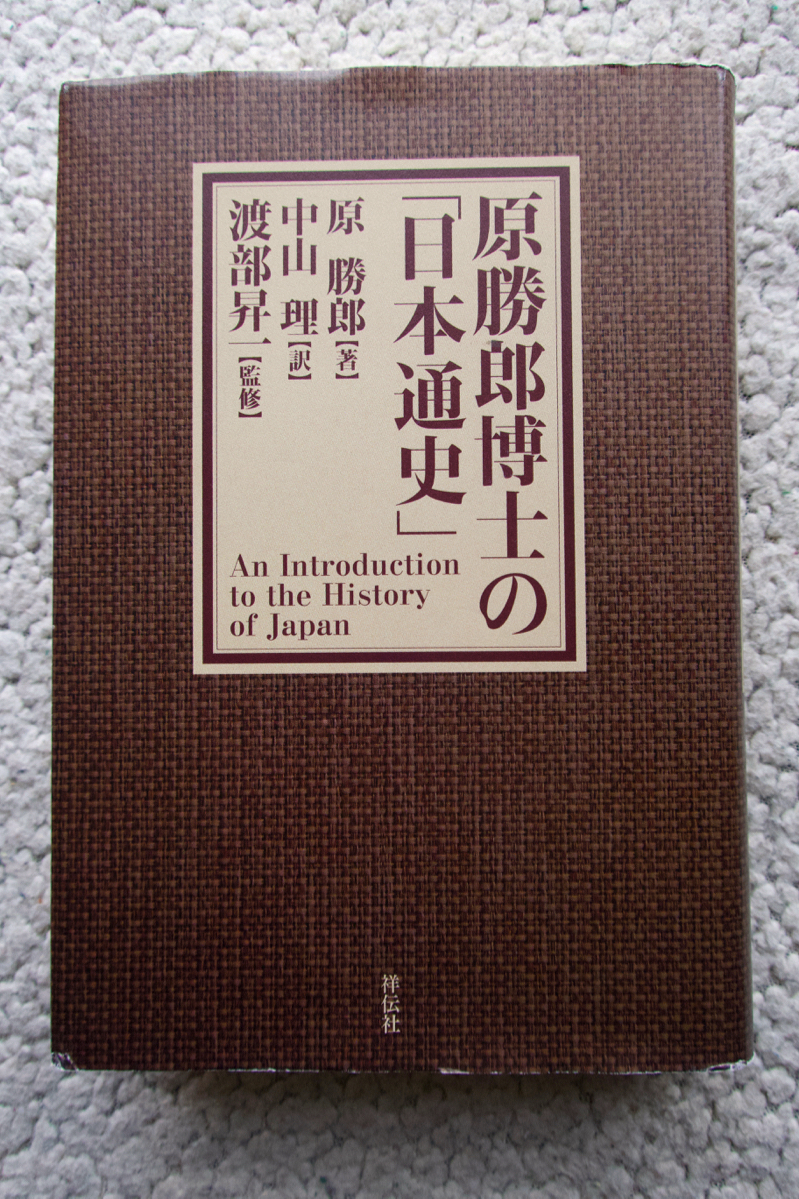 原勝郎博士の
「日本通史」
原 勝郎【著】
中山 理【訳】
渡部昇一【監修】
An Introduction
to the History
of Japan
祥伝社